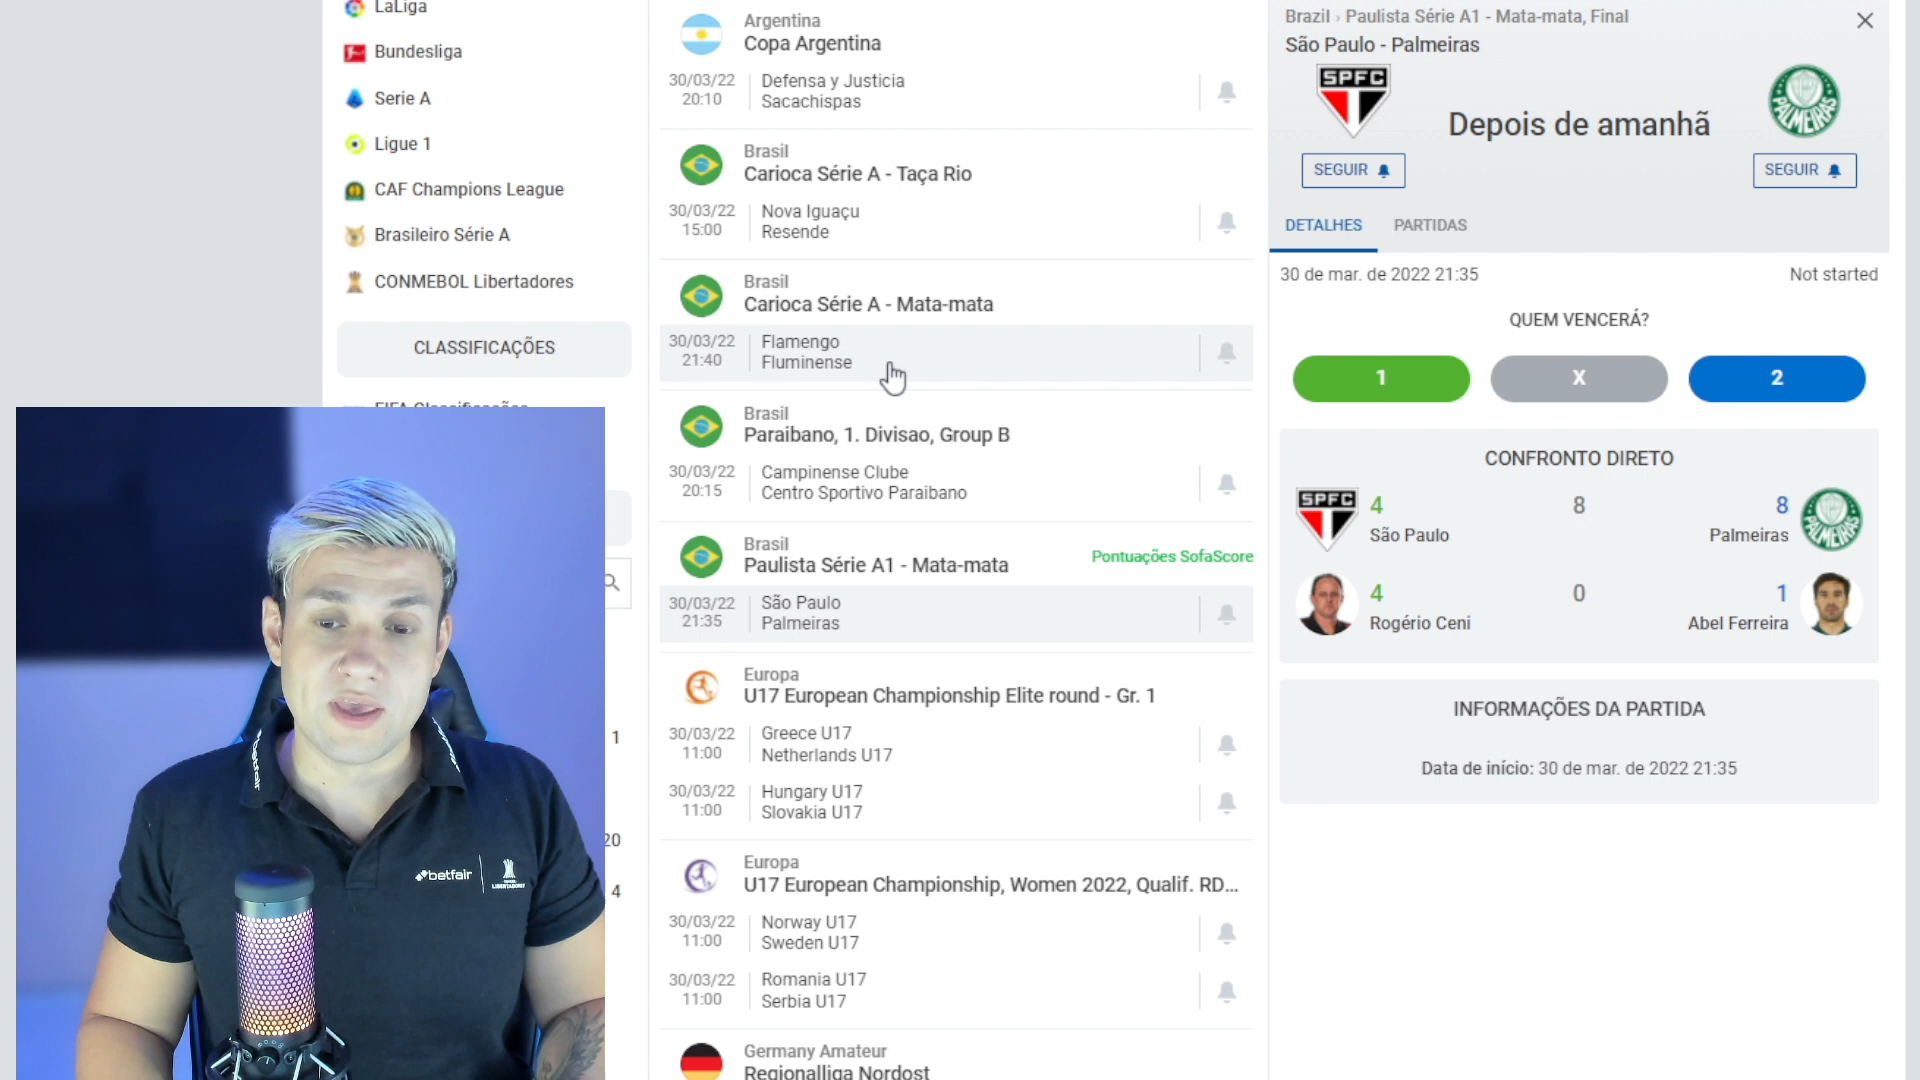 LaLiga
Bundesliga
Serie A
Ligue 1
CAF Champions League
Brasileiro Série A
CONMEBOL Libertadores
CLASSIFICAÇÕES
FIFA Classificações
1
20
4
betfair
LIBERTADORES
betfair
Argentina
Copa Argentina
30/03/22
20:10
Defensa y Justicia
Sacachispas
Brasil
Carioca Série A - Taça Rio
30/03/22
15:00
Nova Iguaçu
Resende
Brasil
Carioca Série A - Mata-mata
30/03/22
21:40
Flamengo
Fluminense
Brasil
Paraibano, 1. Divisao, Group B
30/03/22
20:15
Campinense Clube
Centro Sportivo Paraibano
Brasil
Paulista Série A1 - Mata-mata
Pontuações SofaScore
30/03/22
21:35
São Paulo
Palmeiras
Europa
U17 European Championship Elite round - Gr. 1
30/03/22
11:00
Greece U17
Netherlands U17
30/03/22
11:00
Hungary U17
Slovakia U17
Europa
U17 European Championship, Women 2022, Qualif. RD...
30/03/22
11:00
Norway U17
Sweden U17
30/03/22
11:00
Romania U17
Serbia U17
Germany Amateur
Regionalliga Nordost
Brazil › Paulista Série A1 - Mata-mata, Final
São Paulo - Palmeiras
SPFC
PALMEIRAS
Depois de amanhã
SEGUIR
SEGUIR
DETALHES
PARTIDAS
30 de mar. de 2022 21:35
Not started
QUEM VENCERÁ?
1
X
2
CONFRONTO DIRETO
SPFC
4
8
8
PALMEIRAS
São Paulo
Palmeiras
4
0
1
Rogério Ceni
Abel Ferreira
INFORMAÇÕES DA PARTIDA
Data de início: 30 de mar. de 2022 21:35